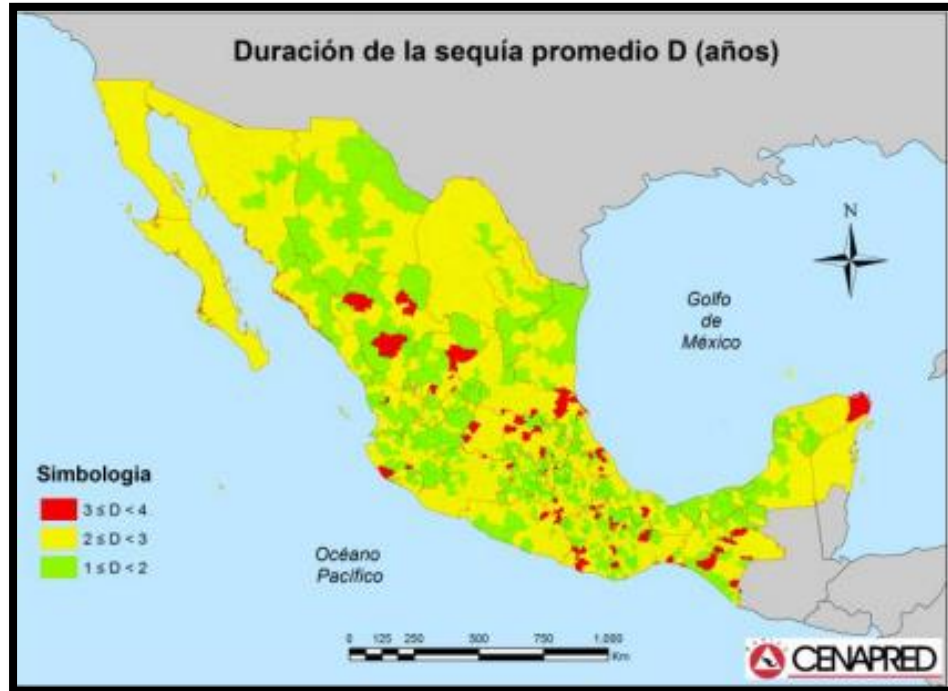 Duración de la sequía promedio D (años)
N
Golfo
de
México
Simbologia
3 ≤ D < 4
2 ≤ D < 3
1 ≤ D < 2
Océano
Pacífico
0 125 250 500 750 1,000
Km
CENAPRED